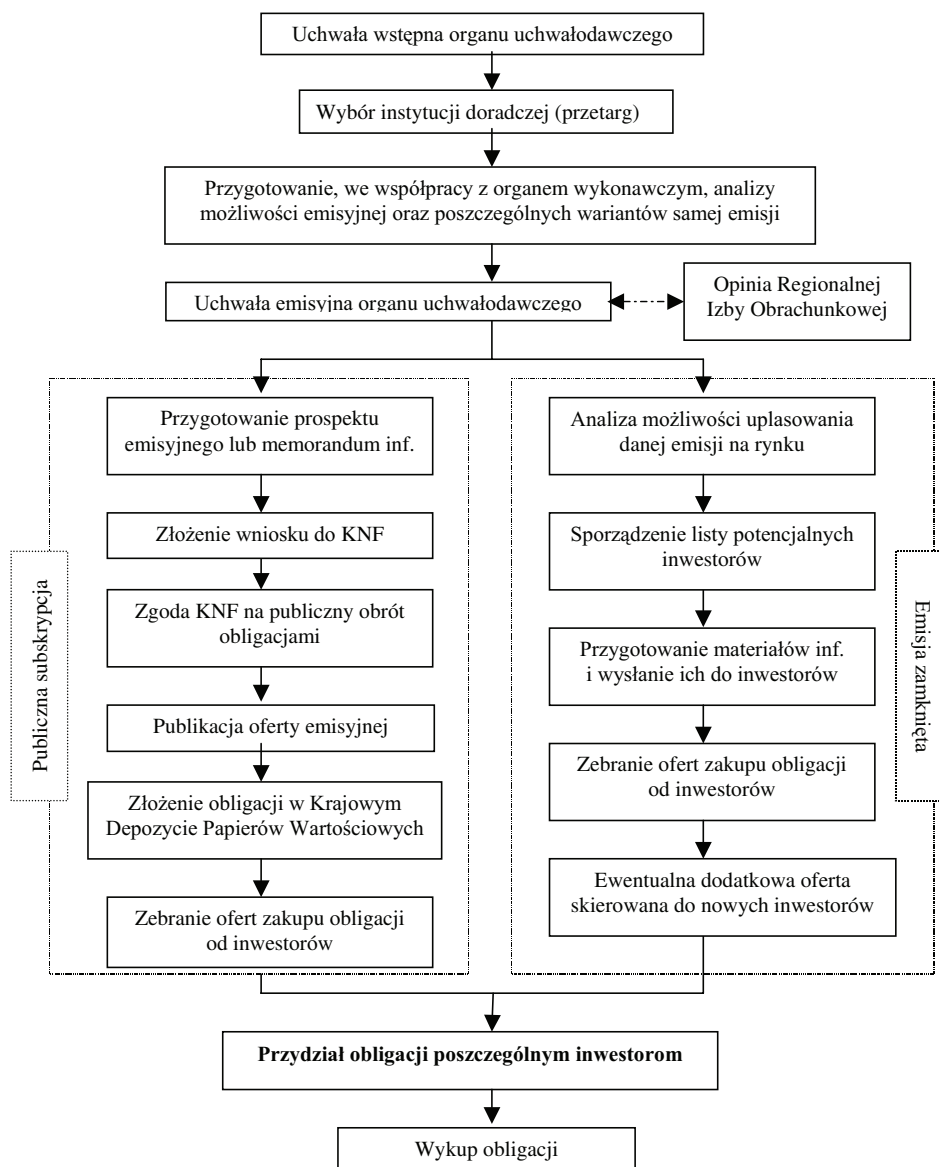 Uchwała wstępna organu uchwałodawczego
Wybór instytucji doradczej (przetarg)
Przygotowanie, we współpracy z organem wykonawczym, analizy
możliwości emisyjnej oraz poszczególnych wariantów samej emisji
Uchwała emisyjna organu uchwałodawczego
Opinia Regionalnej
Izby Obrachunkowej
Publiczna subskrypcja
Przygotowanie prospektu
emisyjnego lub memorandum inf.
Złożenie wniosku do KNF
Zgoda KNF na publiczny obrót
obligacjami
Publikacja oferty emisyjnej
Złożenie obligacji w Krajowym
Depozycie Papierów Wartościowych
Zebranie ofert zakupu obligacji
od inwestorów
Emisja zamknięta
Analiza możliwości uplasowania
danej emisji na rynku
Sporządzenie listy potencjalnych
inwestorów
Przygotowanie materiałów inf.
i wysłanie ich do inwestorów
Zebranie ofert zakupu obligacji
od inwestorów
Ewentualna dodatkowa oferta
skierowana do nowych inwestorów
Przydział obligacji poszczególnym inwestorom
Wykup obligacji